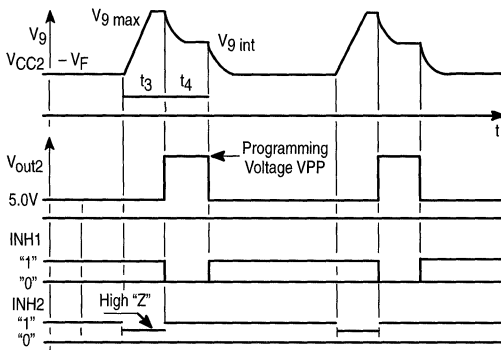 V9
V9 max
V9 int
VCC2 – VF
t3
t4
t
Vout2
Programming
Voltage VPP
5.0V
INH1
"1"
"0"
INH2
High "Z"
"1"
"0"